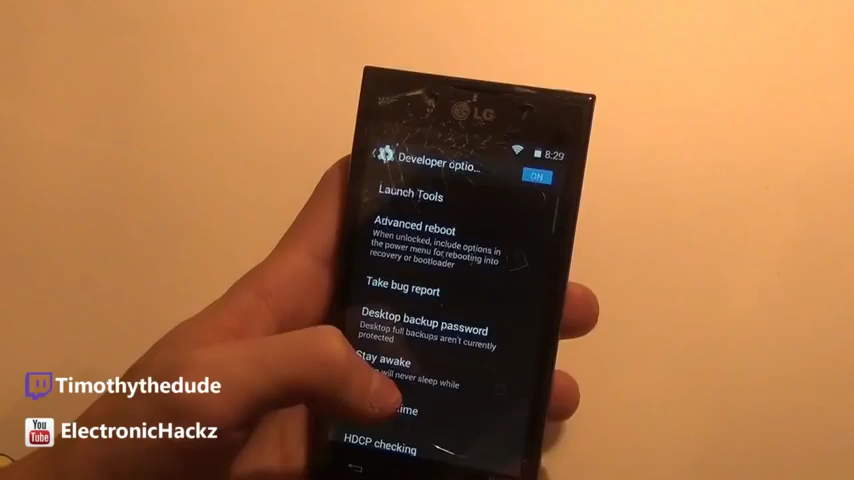 LG
8:29
Developer optio...
ON
Launch Tools
Advanced reboot
When unlocked, include options in
the power menu for rebooting into
recovery or bootloader
Take bug report
Desktop backup password
Desktop full backups aren't currently
protected
Stay awake
will never sleep while
HDCP checking
Timothythedude
You
Tube
ElectronicHackz